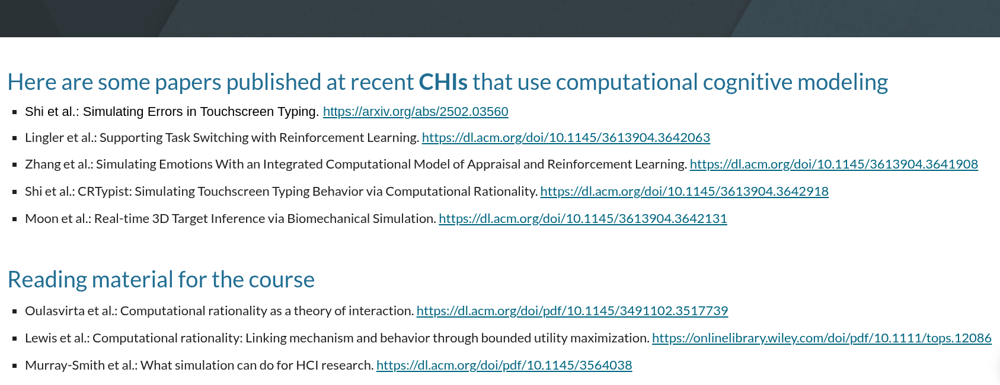 Here are some papers published at recent CHIs that use computational cognitive modeling
Shi et al.: Simulating Errors in Touchscreen Typing. https://arxiv.org/abs/2502.03560
Lingler et al.: Supporting Task Switching with Reinforcement Learning. https://dl.acm.org/doi/10.1145/3613904.3642063
Zhang et al.: Simulating Emotions With an Integrated Computational Model of Appraisal and Reinforcement Learning. https://dl.acm.org/doi/10.1145/3613904.3641908
Shi et al.: CRTypist: Simulating Touchscreen Typing Behavior via Computational Rationality. https://dl.acm.org/doi/10.1145/3613904.3642918
Moon et al.: Real-time 3D Target Inference via Biomechanical Simulation. https://dl.acm.org/doi/10.1145/3613904.3642131
Reading material for the course
Oulasvirta et al.: Computational rationality as a theory of interaction. https://dl.acm.org/doi/pdf/10.1145/3491102.3517739
Lewis et al.: Computational rationality: Linking mechanism and behavior through bounded utility maximization. https://onlinelibrary.wiley.com/doi/pdf/10.1111/tops.12086
Murray-Smith et al.: What simulation can do for HCI research. https://dl.acm.org/doi/pdf/10.1145/3564038